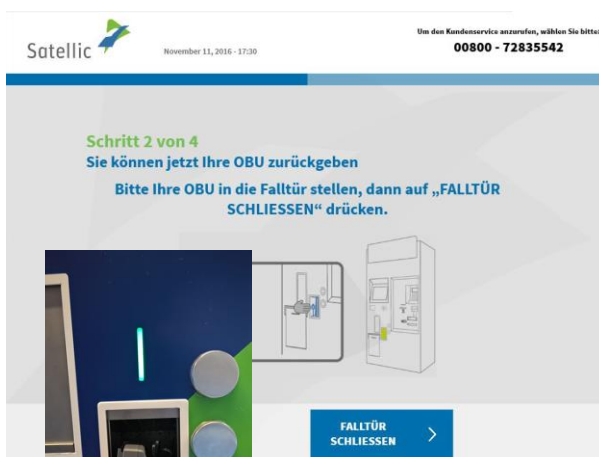 Satellic
November 11, 2016 - 17:30
Um den Kundenservice anzurufen, wählen Sie bitte:
00800 - 72835542
Schritt 2 von 4
Sie können jetzt Ihre OBU zurückgeben
Bitte Ihre OBU in die Falltür stellen, dann auf „FALLTÜR
SCHLIESSEN“ drücken.
FALLTÜR
SCHLIESSEN